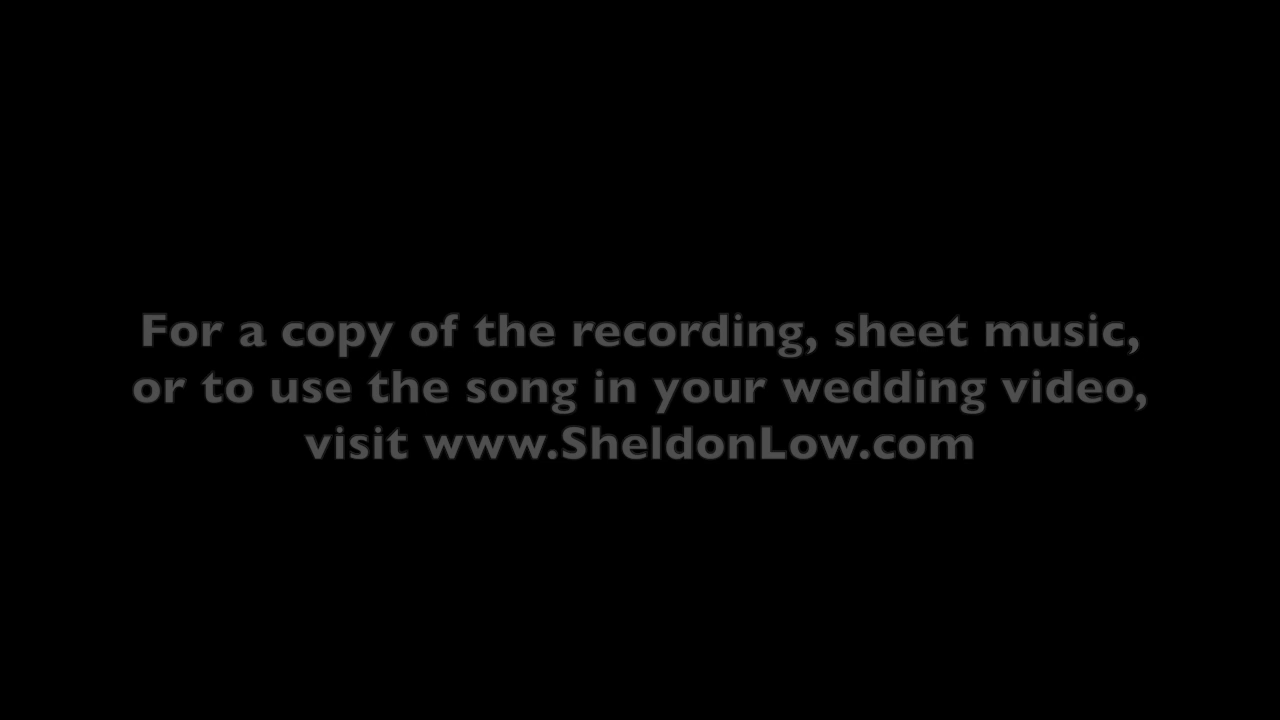 For a copy of the recording, sheet music,
or to use the song in your wedding video,
visit www.SheldonLow.com